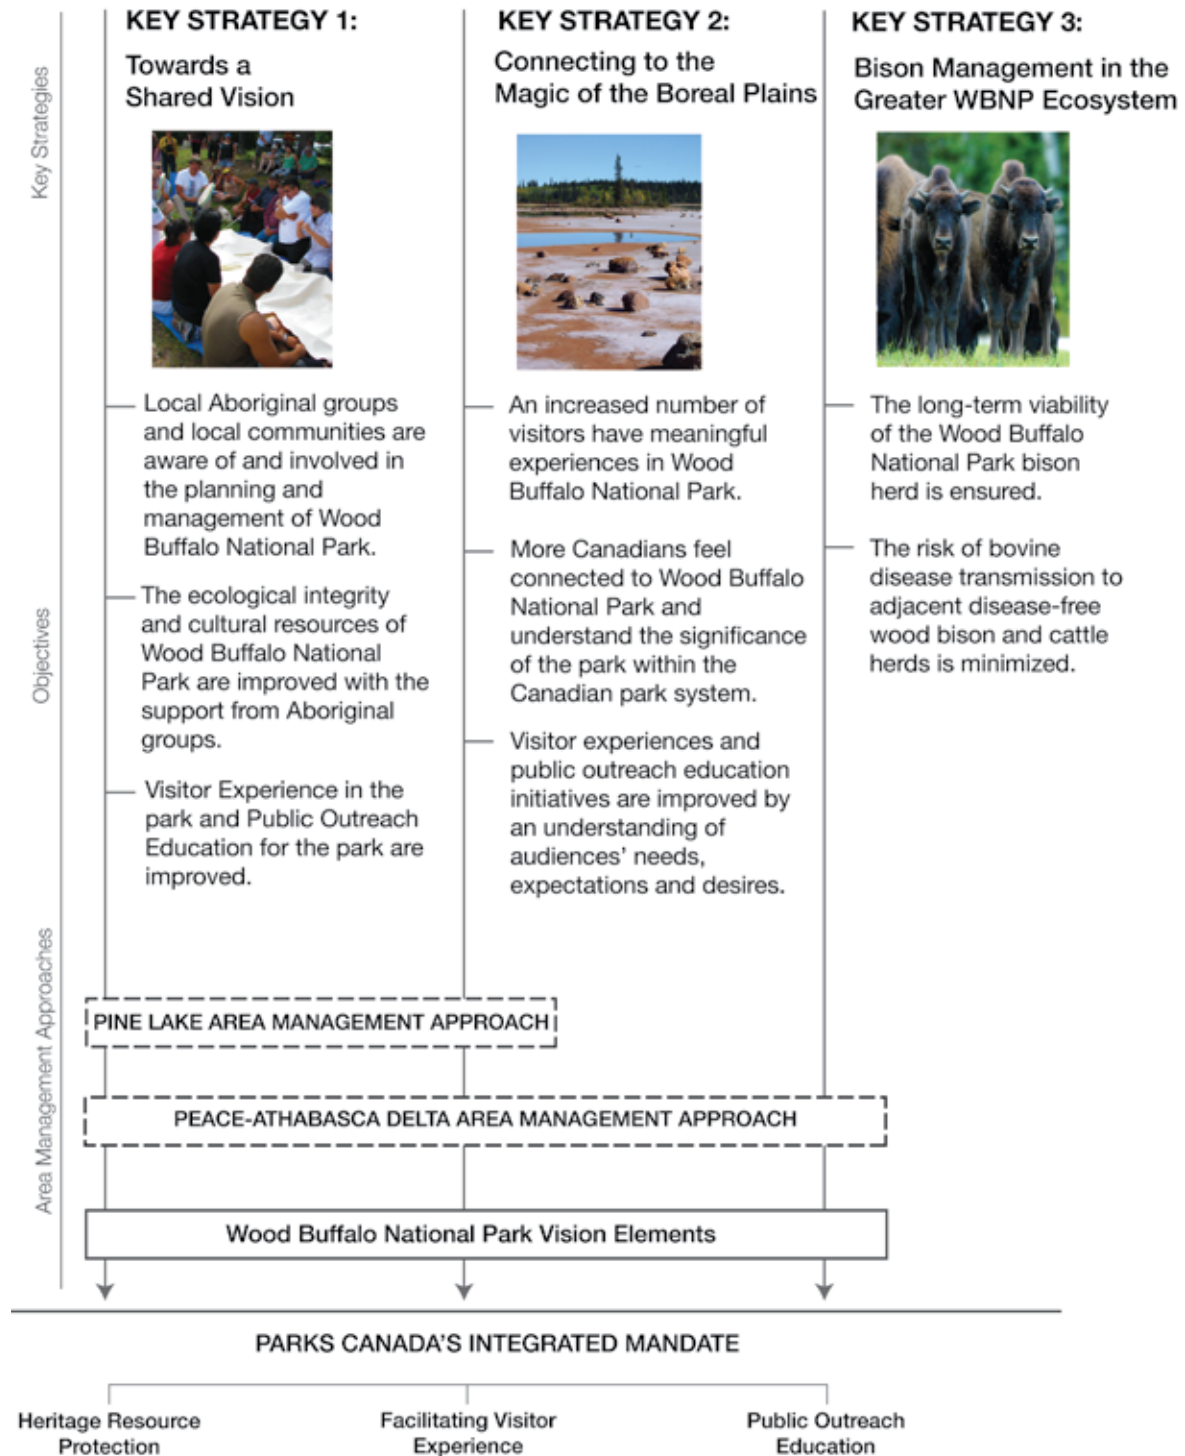 KEY STRATEGY 1:
Towards a
Shared Vision
KEY STRATEGY 2:
Connecting to the
Magic of the Boreal Plains
KEY STRATEGY 3:
Bison Management in the
Greater WBNP Ecosystem
Key Strategies
Local Aboriginal groups
and local communities are
aware of and involved in
the planning and
management of Wood
Buffalo National Park.
The ecological integrity
and cultural resources of
Wood Buffalo National
Park are improved with the
support from Aboriginal
groups.
Visitor Experience in the
park and Public Outreach
Education for the park are
improved.
An increased number of
visitors have meaningful
experiences in Wood
Buffalo National Park.
More Canadians feel
connected to Wood Buffalo
National Park and
understand the significance
of the park within the
Canadian park system.
Visitor experiences and
public outreach education
initiatives are improved by
an understanding of
audiences' needs,
expectations and desires.
The long-term viability
of the Wood Buffalo
National Park bison
herd is ensured.
The risk of bovine
disease transmission to
adjacent disease-free
wood bison and cattle
herds is minimized.
Objectives
Area Management Approaches
PINE LAKE AREA MANAGEMENT APPROACH
PEACE-ATHABASCA DELTA AREA MANAGEMENT APPROACH
Wood Buffalo National Park Vision Elements
PARKS CANADA'S INTEGRATED MANDATE
Heritage Resource
Protection
Facilitating Visitor
Experience
Public Outreach
Education